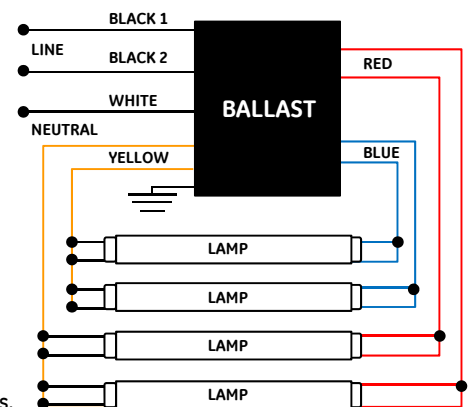 BLACK 1
LINE
BLACK 2
RED
WHITE
BALLAST
NEUTRAL
YELLOW
BLUE
LAMP
LAMP
LAMP
LAMP
s.